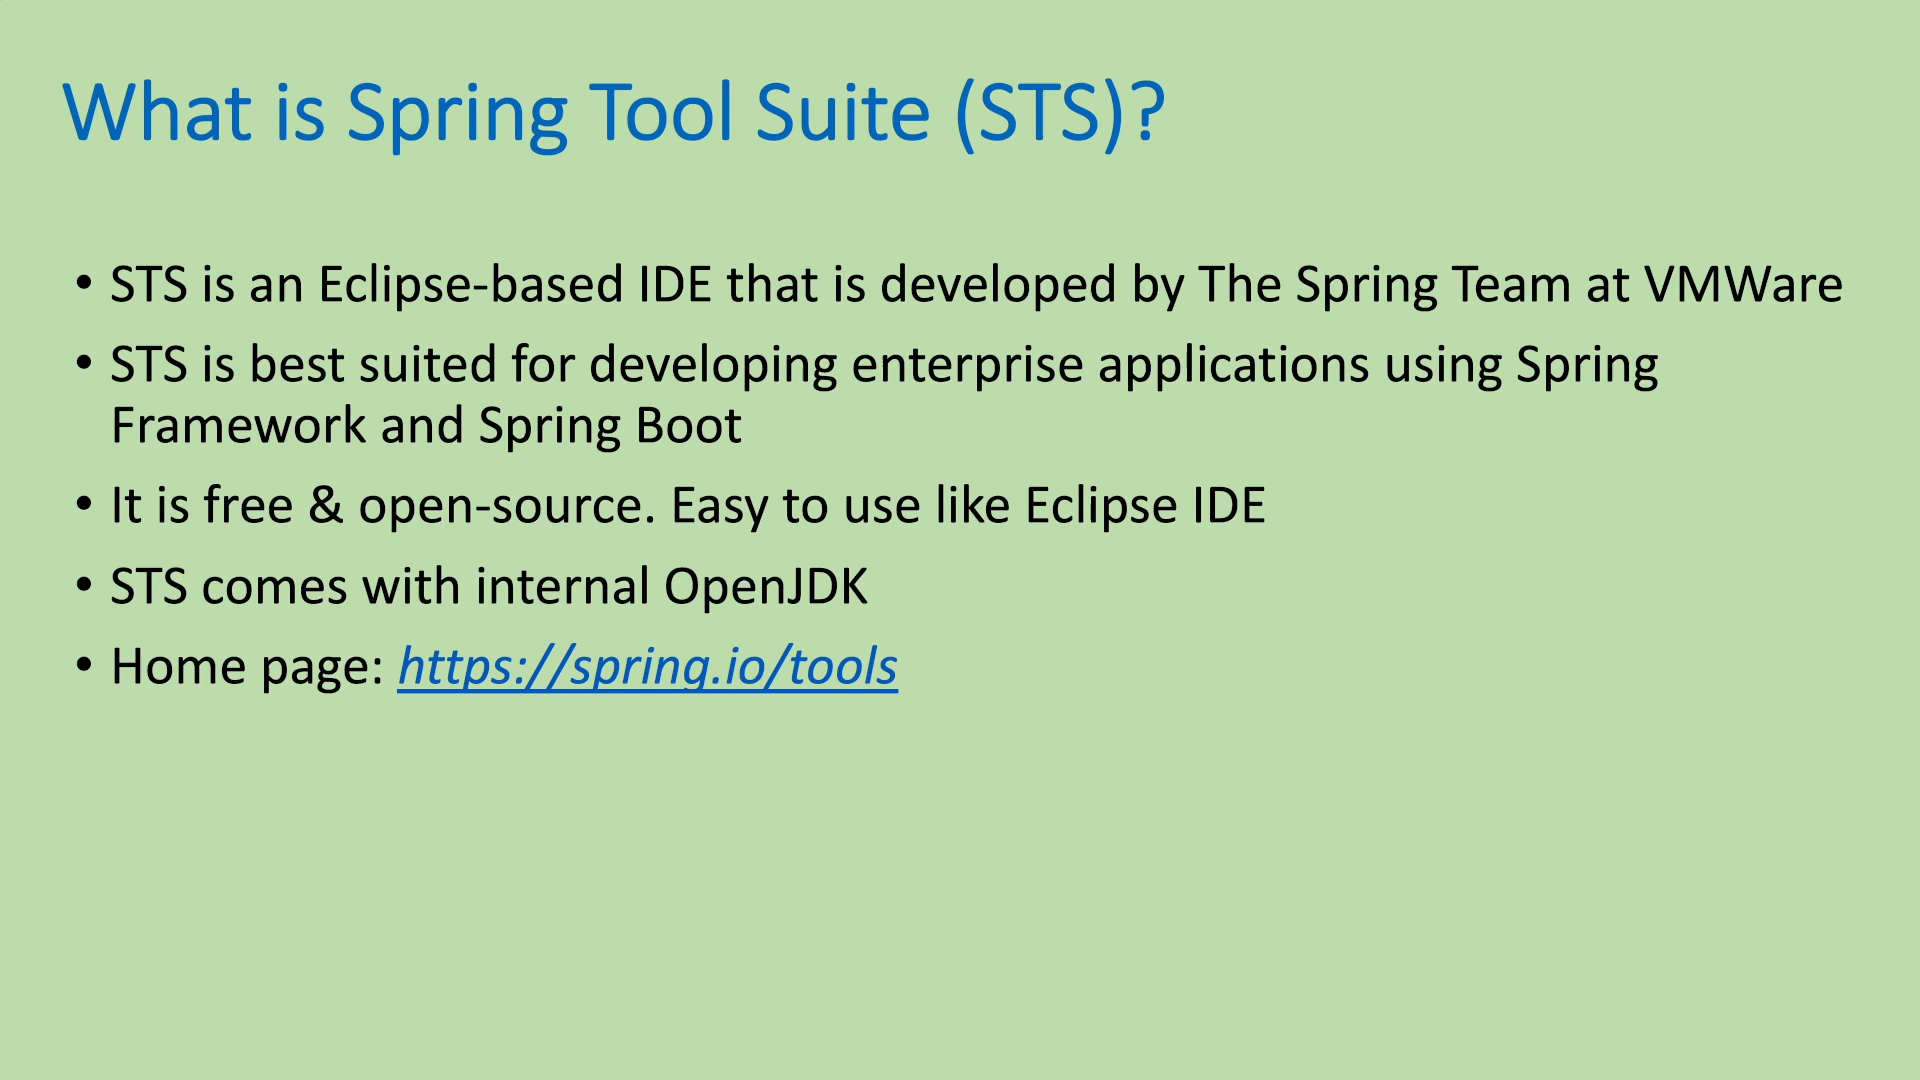 What is Spring Tool Suite (STS)?
• STS is an Eclipse-based IDE that is developed by The Spring Team at VMWare
• STS is best suited for developing enterprise applications using Spring
Framework and Spring Boot
• It is free & open-source. Easy to use like Eclipse IDE
• STS comes with internal OpenJDK
• Home page: https://spring.io/tools